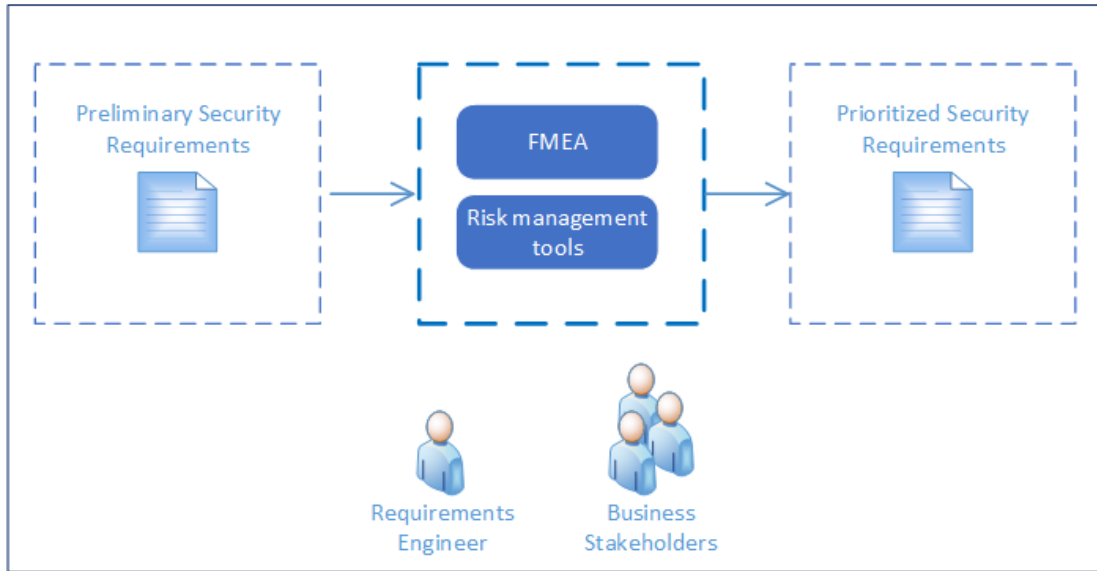 Preliminary Security
Requirements
FMEA
Risk management
tools
Prioritized Security
Requirements
Requirements
Engineer
Business
Stakeholders